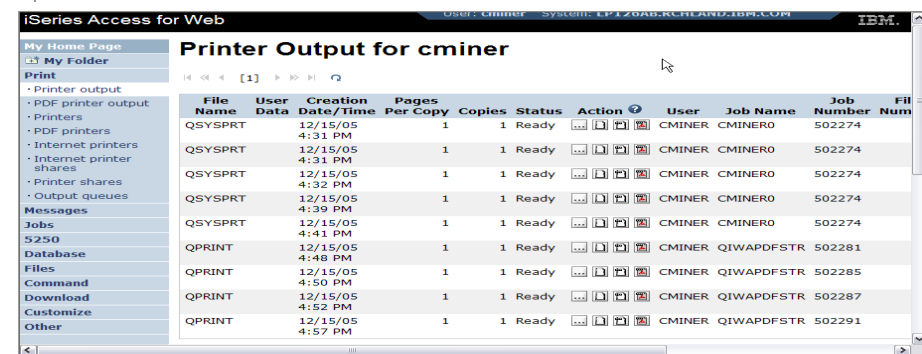 iSeries Access for Web
User: cminer System: LP126AB.RCHLAND.IBM.COM
IBM.
My Home Page
My Folder
Print
· Printer output
· PDF printer output
· Printers
· PDF printers
· Internet printers
· Internet printer
shares
· Printer shares
· Output queues
Messages
Jobs
5250
Database
Files
Command
Download
Customize
Other
Printer Output for cminer
[1]
File Name User Data Creation Date/Time Pages Per Copy Copies Status Action User Job Name Job Number Fil Num
QSYSPRT 12/15/05 4:31 PM 1 1 Ready ... CMINER CMINER0 502274
QSYSPRT 12/15/05 4:31 PM 1 1 Ready ... CMINER CMINER0 502274
QSYSPRT 12/15/05 4:32 PM 1 1 Ready ... CMINER CMINER0 502274
QSYSPRT 12/15/05 4:39 PM 1 1 Ready ... CMINER CMINER0 502274
QSYSPRT 12/15/05 4:41 PM 1 1 Ready ... CMINER CMINER0 502274
QPRINT 12/15/05 4:48 PM 1 1 Ready ... CMINER QIWAPDFSTR 502281
QPRINT 12/15/05 4:50 PM 1 1 Ready ... CMINER QIWAPDFSTR 502285
QPRINT 12/15/05 4:52 PM 1 1 Ready ... CMINER QIWAPDFSTR 502287
QPRINT 12/15/05 4:57 PM 1 1 Ready ... CMINER QIWAPDFSTR 502291